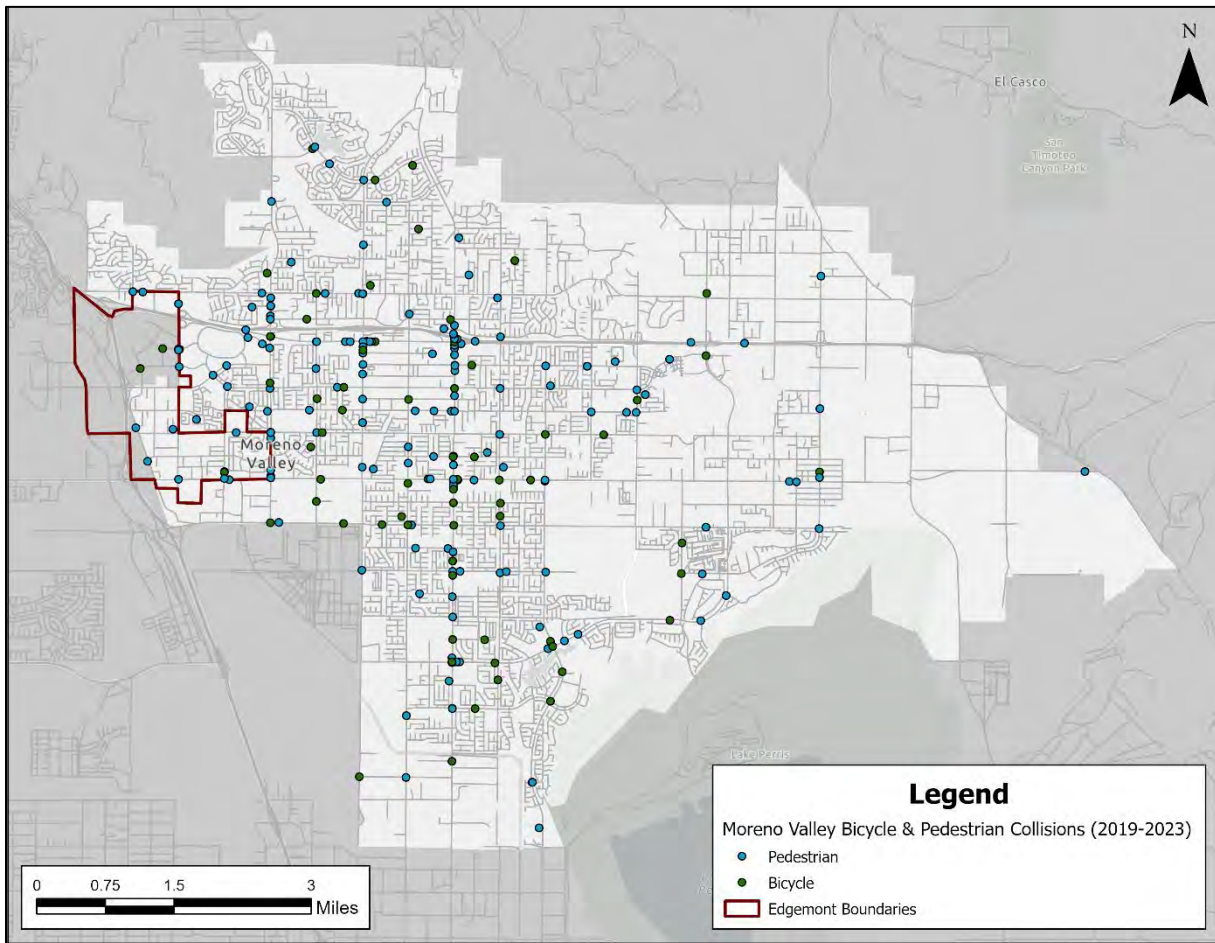 N
El Casco
San
Timoteo
Canyon Park
Moreno
Valley
Lake Perris
Legend
Moreno Valley Bicycle & Pedestrian Collisions (2019-2023)
Pedestrian
Bicycle
Edgemont Boundaries
0 0.75 1.5 3
Miles